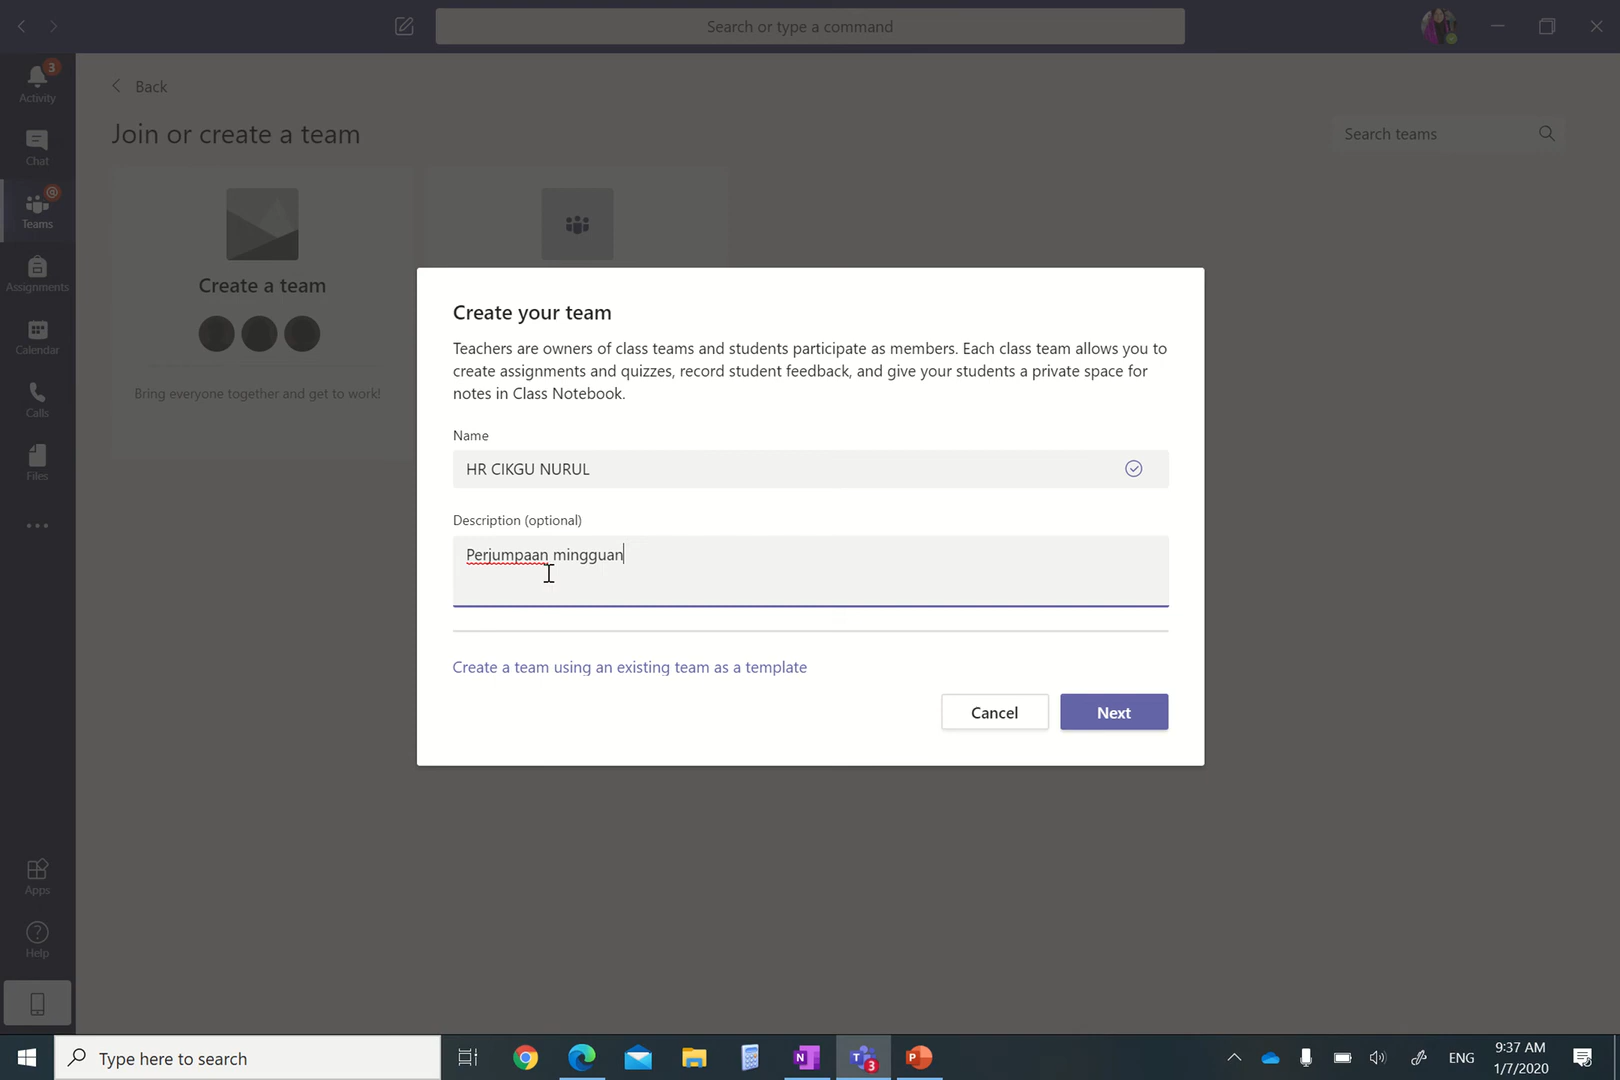 Search or type a command
3
Activity
Chat
@
Teams
Assignments
Calendar
Calls
Files
Apps
Help
Back
Join or create a team
Search teams
Create a team
Bring everyone together and get to work!
Create your team
Teachers are owners of class teams and students participate as members. Each class team allows you to
create assignments and quizzes, record student feedback, and give your students a private space for
notes in Class Notebook.
Name
HR CIKGU NURUL
Description (optional)
Perjumpaan mingguan
Create a team using an existing team as a template
Cancel
Next
Type here to search
N
T
3
P
ENG
9:37 AM
1/7/2020